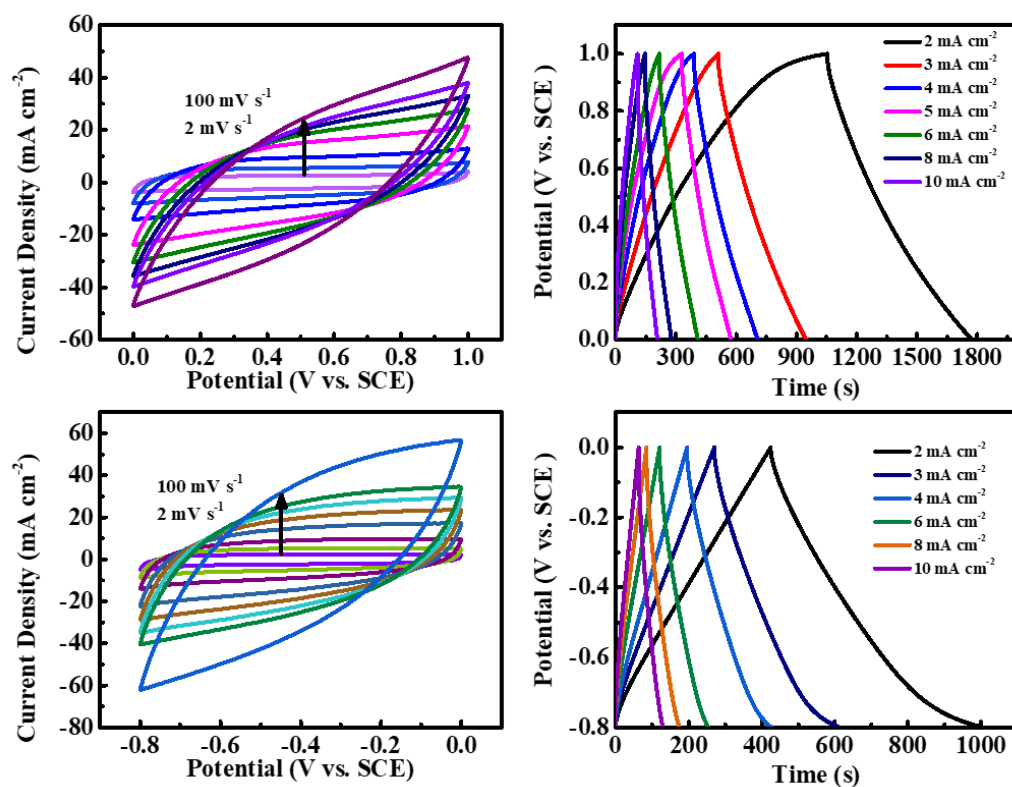 60
40
20
0
-20
-40
-60
Current Density (mA cm⁻²)
100 mV s⁻¹
2 mV s⁻¹
0.0 0.2 0.4 0.6 0.8 1.0
Potential (V vs. SCE)
1.0
0.8
0.6
0.4
0.2
0.0
Potential (V vs. SCE)
2 mA cm⁻²
3 mA cm⁻²
4 mA cm⁻²
5 mA cm⁻²
6 mA cm⁻²
8 mA cm⁻²
10 mA cm⁻²
0 300 600 900 1200 1500 1800
Time (s)
80
60
40
20
0
-20
-40
-60
-80
Current Density (mA cm⁻²)
100 mV s⁻¹
2 mV s⁻¹
-0.8 -0.6 -0.4 -0.2 0.0
Potential (V vs. SCE)
0.0
-0.2
-0.4
-0.6
-0.8
Potential (V vs. SCE)
2 mA cm⁻²
3 mA cm⁻²
4 mA cm⁻²
6 mA cm⁻²
8 mA cm⁻²
10 mA cm⁻²
0 200 400 600 800 1000
Time (s)